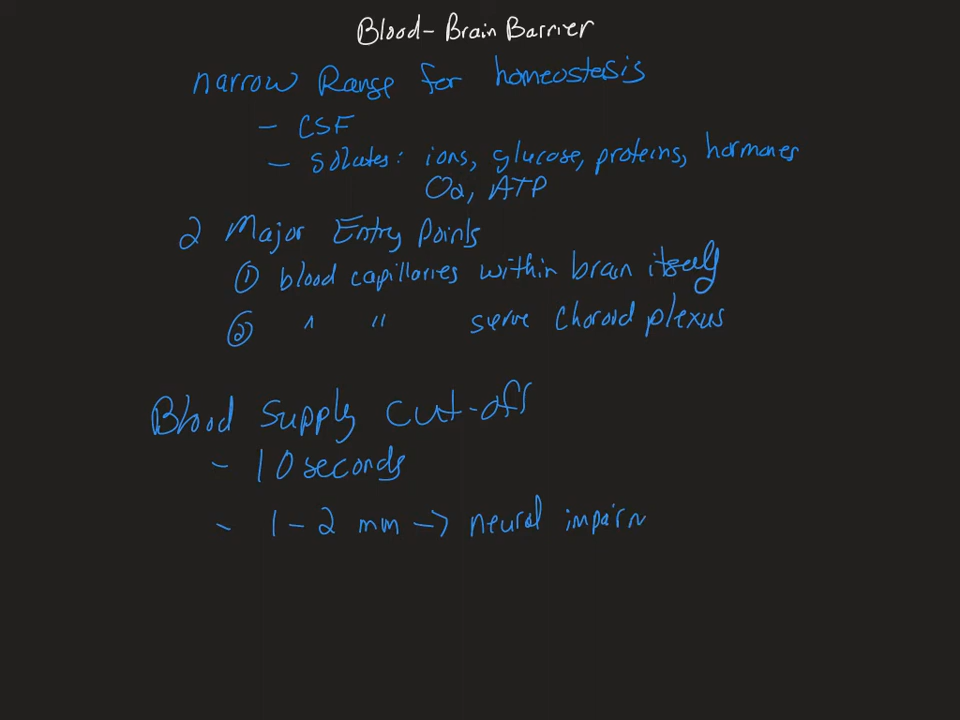 Blood-Brain Barrier
narrow Range for homeostasis
- CSF
- Solutes: ions, glucose, proteins, hormones
O2, ATP
2 Major Entry Points
① blood capillaries within brain itself
② " " serve Choroid plexus
Blood Supply cut-off
- 10 seconds
- 1-2 mm → neural impairm